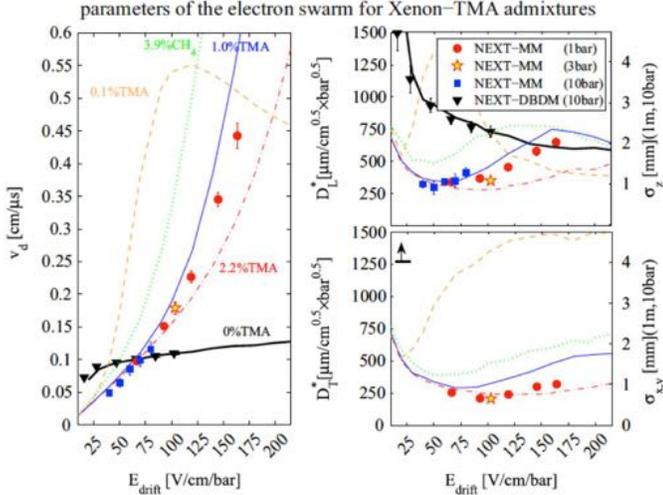 parameters of the electron swarm for Xenon−TMA admixtures
0.6
0.55
0.5
0.45
0.4
0.35
0.3
0.25
0.2
0.15
0.1
0.05
0
v_d [cm/μs]
3.9%CH_4
1.0%TMA
0.1%TMA
2.2%TMA
0%TMA
25 50 75 100 125 150 175 200
E_drift [V/cm/bar]
1500
1250
1000
750
500
250
D_L^* [μm/cm^0.5×bar^0.5]
NEXT−MM (1bar)
NEXT−MM (3bar)
NEXT−MM (10bar)
NEXT−DBDM (10bar)
4
3
2
1
σ_z [mm](1m,10bar)
1500
1250
1000
750
500
250
0
D_T^* [μm/cm^0.5×bar^0.5]
4
3
2
1
0
σ_x,y [mm](1m,10bar)
25 50 75 100 125 150 175 200
E_drift [V/cm/bar]